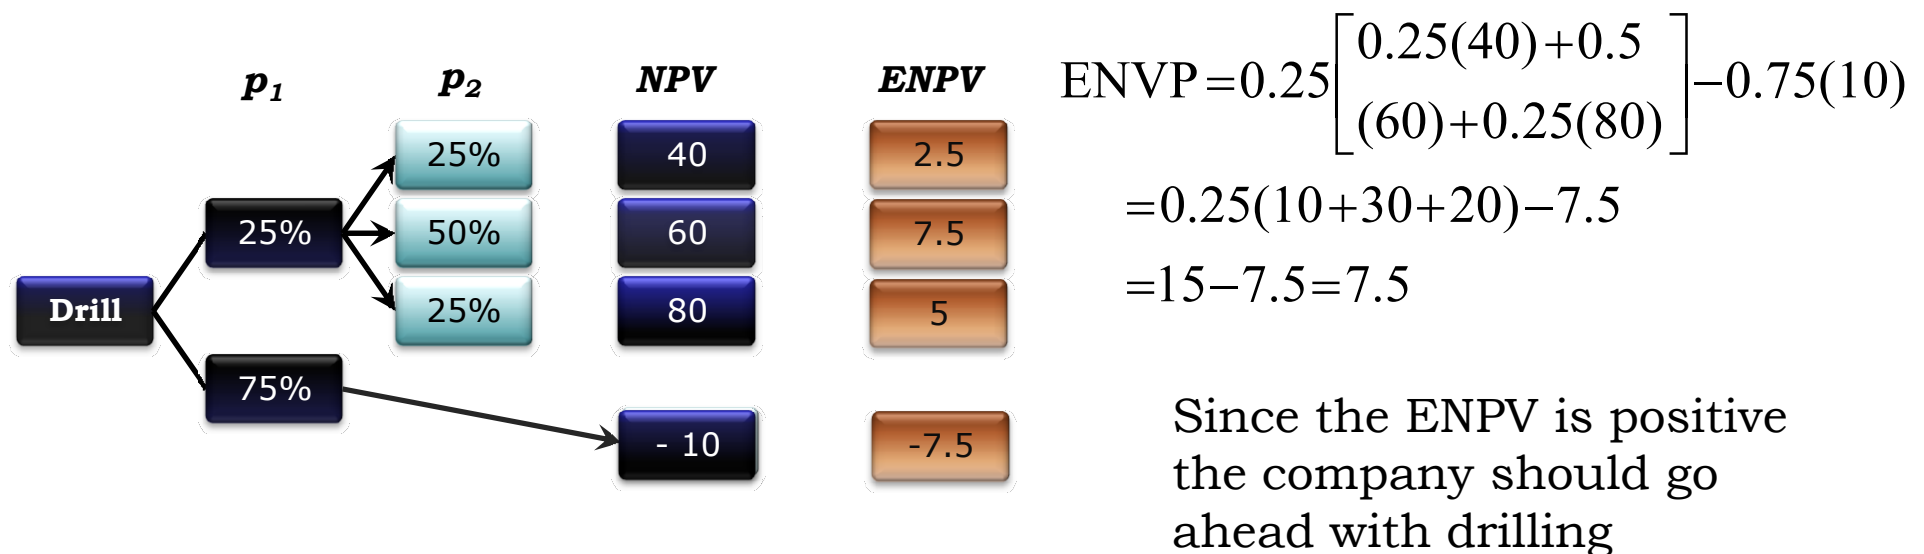 p₁ p₂ NPV ENPV
25% 40 2.5
25% 50% 60 7.5
Drill 25% 80 5
75%
- 10 -7.5
ENVP=0.25[0.25(40)+0.5
(60)+0.25(80)]−0.75(10)
=0.25(10+30+20)−7.5
=15−7.5=7.5
Since the ENPV is positive
the company should go
ahead with drilling